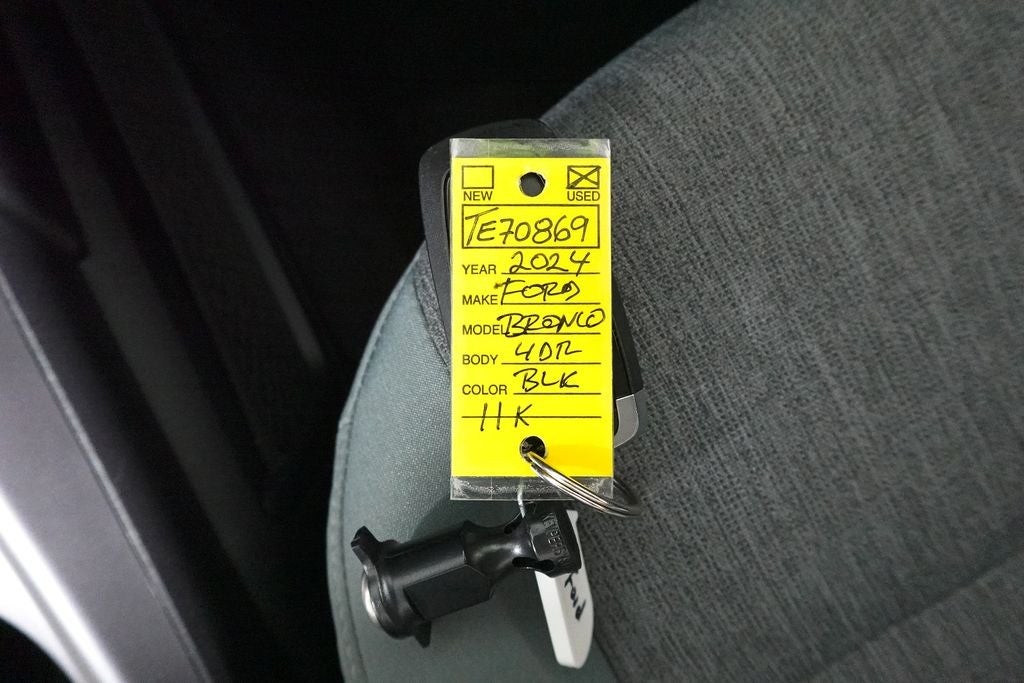 NEW USED
TE70869
YEAR 2024
MAKE FORD
MODEL BRONCO
BODY 4DR
COLOR BLK
11K